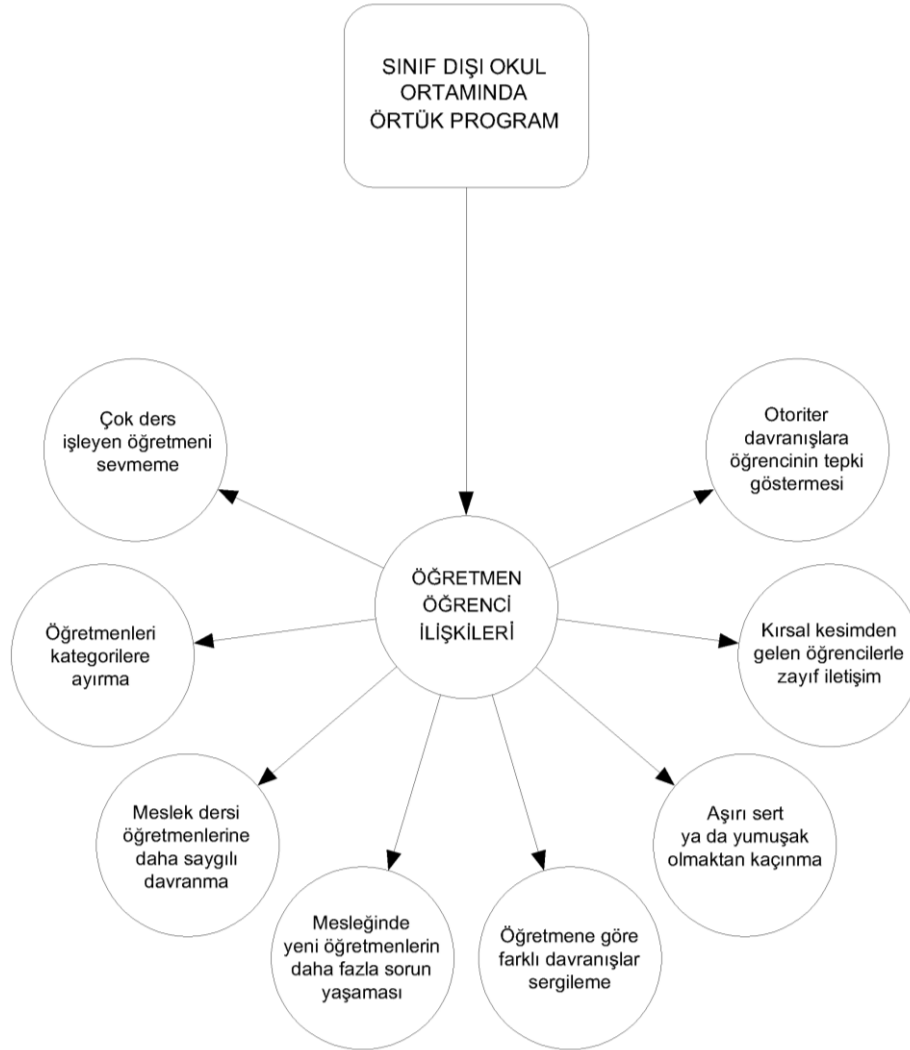 SINIF DIŞI OKUL
ORTAMINDA
ÖRTÜK PROGRAM
Çok ders
işleyen öğretmeni
sevmeme
Otoriter
davranışlara
öğrencinin tepki
göstermesi
ÖĞRETMEN
ÖĞRENCİ
İLİŞKİLERİ
Öğretmenleri
kategorilere
ayırma
Kırsal kesimden
gelen öğrencilerle
zayıf iletişim
Meslek dersi
öğretmenlerine
daha saygılı
davranma
Aşırı sert
ya da yumuşak
olmaktan kaçınma
Mesleğinde
yeni öğretmenlerin
daha fazla sorun
yaşaması
Öğretmene göre
farklı davranışlar
sergileme